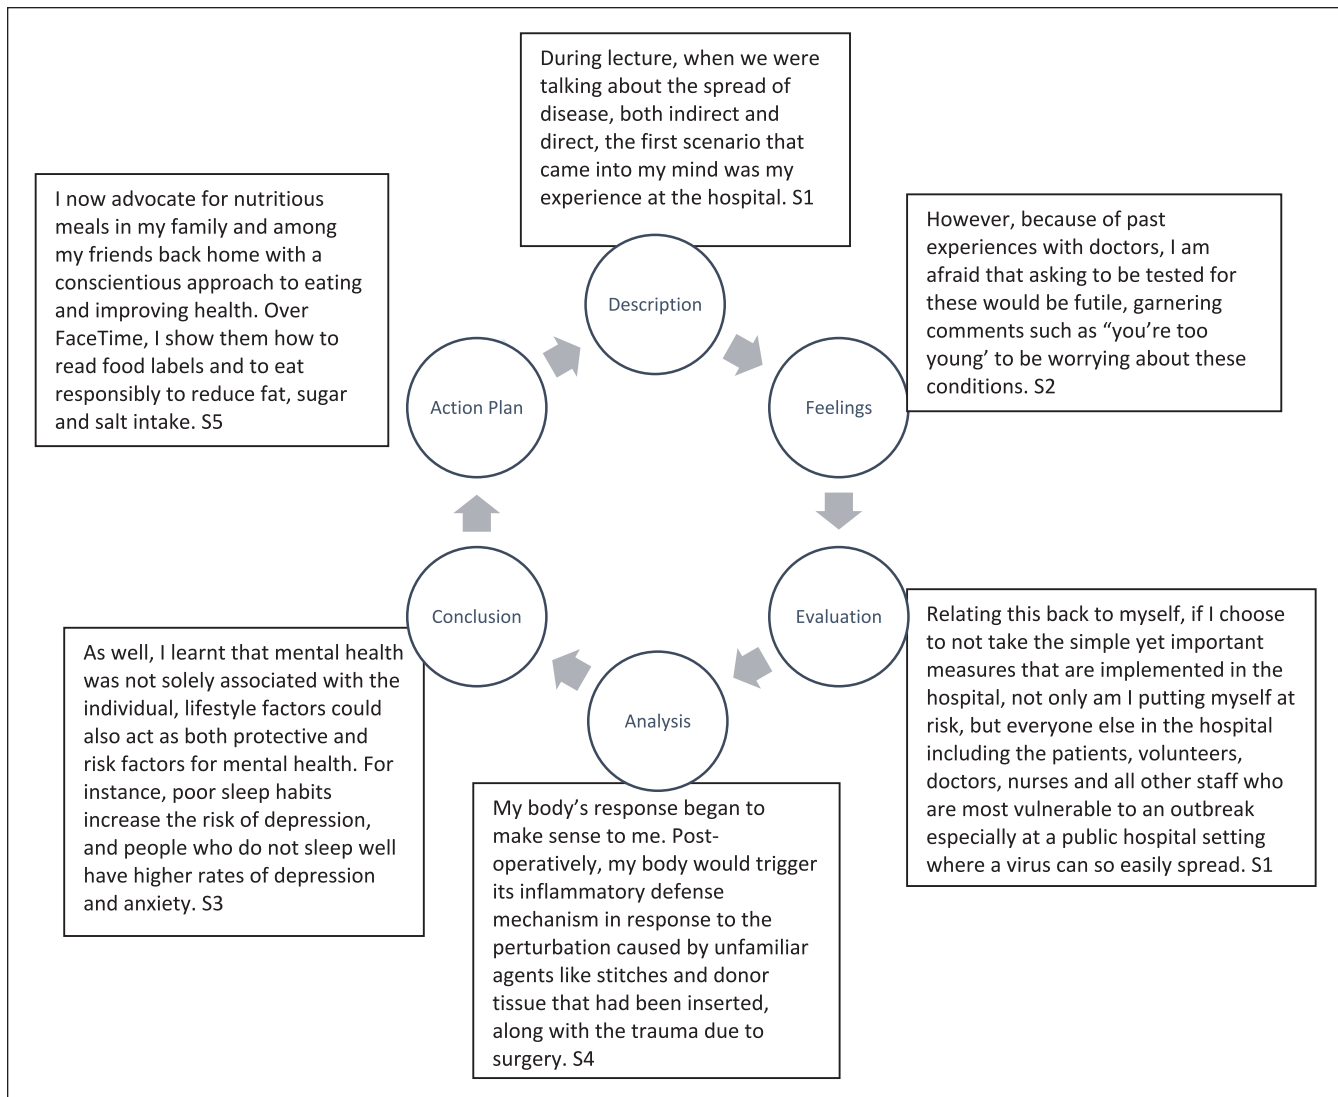 During lecture, when we were
talking about the spread of
disease, both indirect and
direct, the first scenario that
came into my mind was my
experience at the hospital. S1
Description
However, because of past
experiences with doctors, I am
afraid that asking to be tested for
these would be futile, garnering
comments such as “you’re too
young’ to be worrying about these
conditions. S2
Feelings
Relating this back to myself, if I choose
to not take the simple yet important
measures that are implemented in the
hospital, not only am I putting myself at
risk, but everyone else in the hospital
including the patients, volunteers,
doctors, nurses and all other staff who
are most vulnerable to an outbreak
especially at a public hospital setting
where a virus can so easily spread. S1
Evaluation
Analysis
My body’s response began to
make sense to me. Post-
operatively, my body would trigger
its inflammatory defense
mechanism in response to the
perturbation caused by unfamiliar
agents like stitches and donor
tissue that had been inserted,
along with the trauma due to
surgery. S4
Conclusion
As well, I learnt that mental health
was not solely associated with the
individual, lifestyle factors could
also act as both protective and
risk factors for mental health. For
instance, poor sleep habits
increase the risk of depression,
and people who do not sleep well
have higher rates of depression
and anxiety. S3
Action Plan
I now advocate for nutritious
meals in my family and among
my friends back home with a
conscientious approach to eating
and improving health. Over
FaceTime, I show them how to
read food labels and to eat
responsibly to reduce fat, sugar
and salt intake. S5